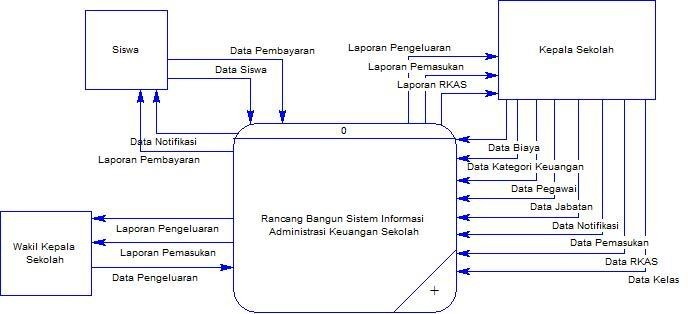 Siswa
Kepala Sekolah
Data Pembayaran
Laporan Pengeluaran
Laporan Pemasukan
Data Siswa
Laporan RKAS
0
Data Notifikasi
Laporan Pembayaran
Data Biaya
Data Kategori Keuangan
Data Pegawai
Data Jabatan
Data Notifikasi
Data Pemasukan
Data RKAS
Data Kelas
Rancang Bangun Sistem Informasi
Administrasi Keuangan Sekolah
+
Wakil Kepala
Sekolah
Laporan Pengeluaran
Laporan Pemasukan
Data Pengeluaran